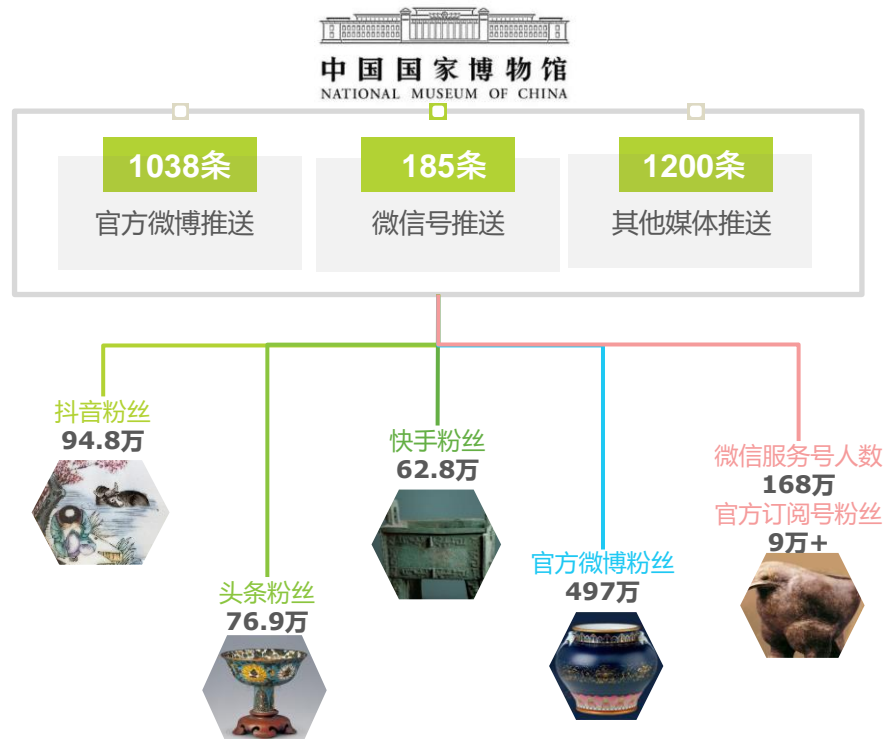 中国国家博物馆
NATIONAL MUSEUM OF CHINA
1038条
官方微博推送
185条
微信号推送
1200条
其他媒体推送
抖音粉丝
94.8万
头条粉丝
76.9万
快手粉丝
62.8万
官方微博粉丝
497万
微信服务号人数
168万
官方订阅号粉丝
9万+